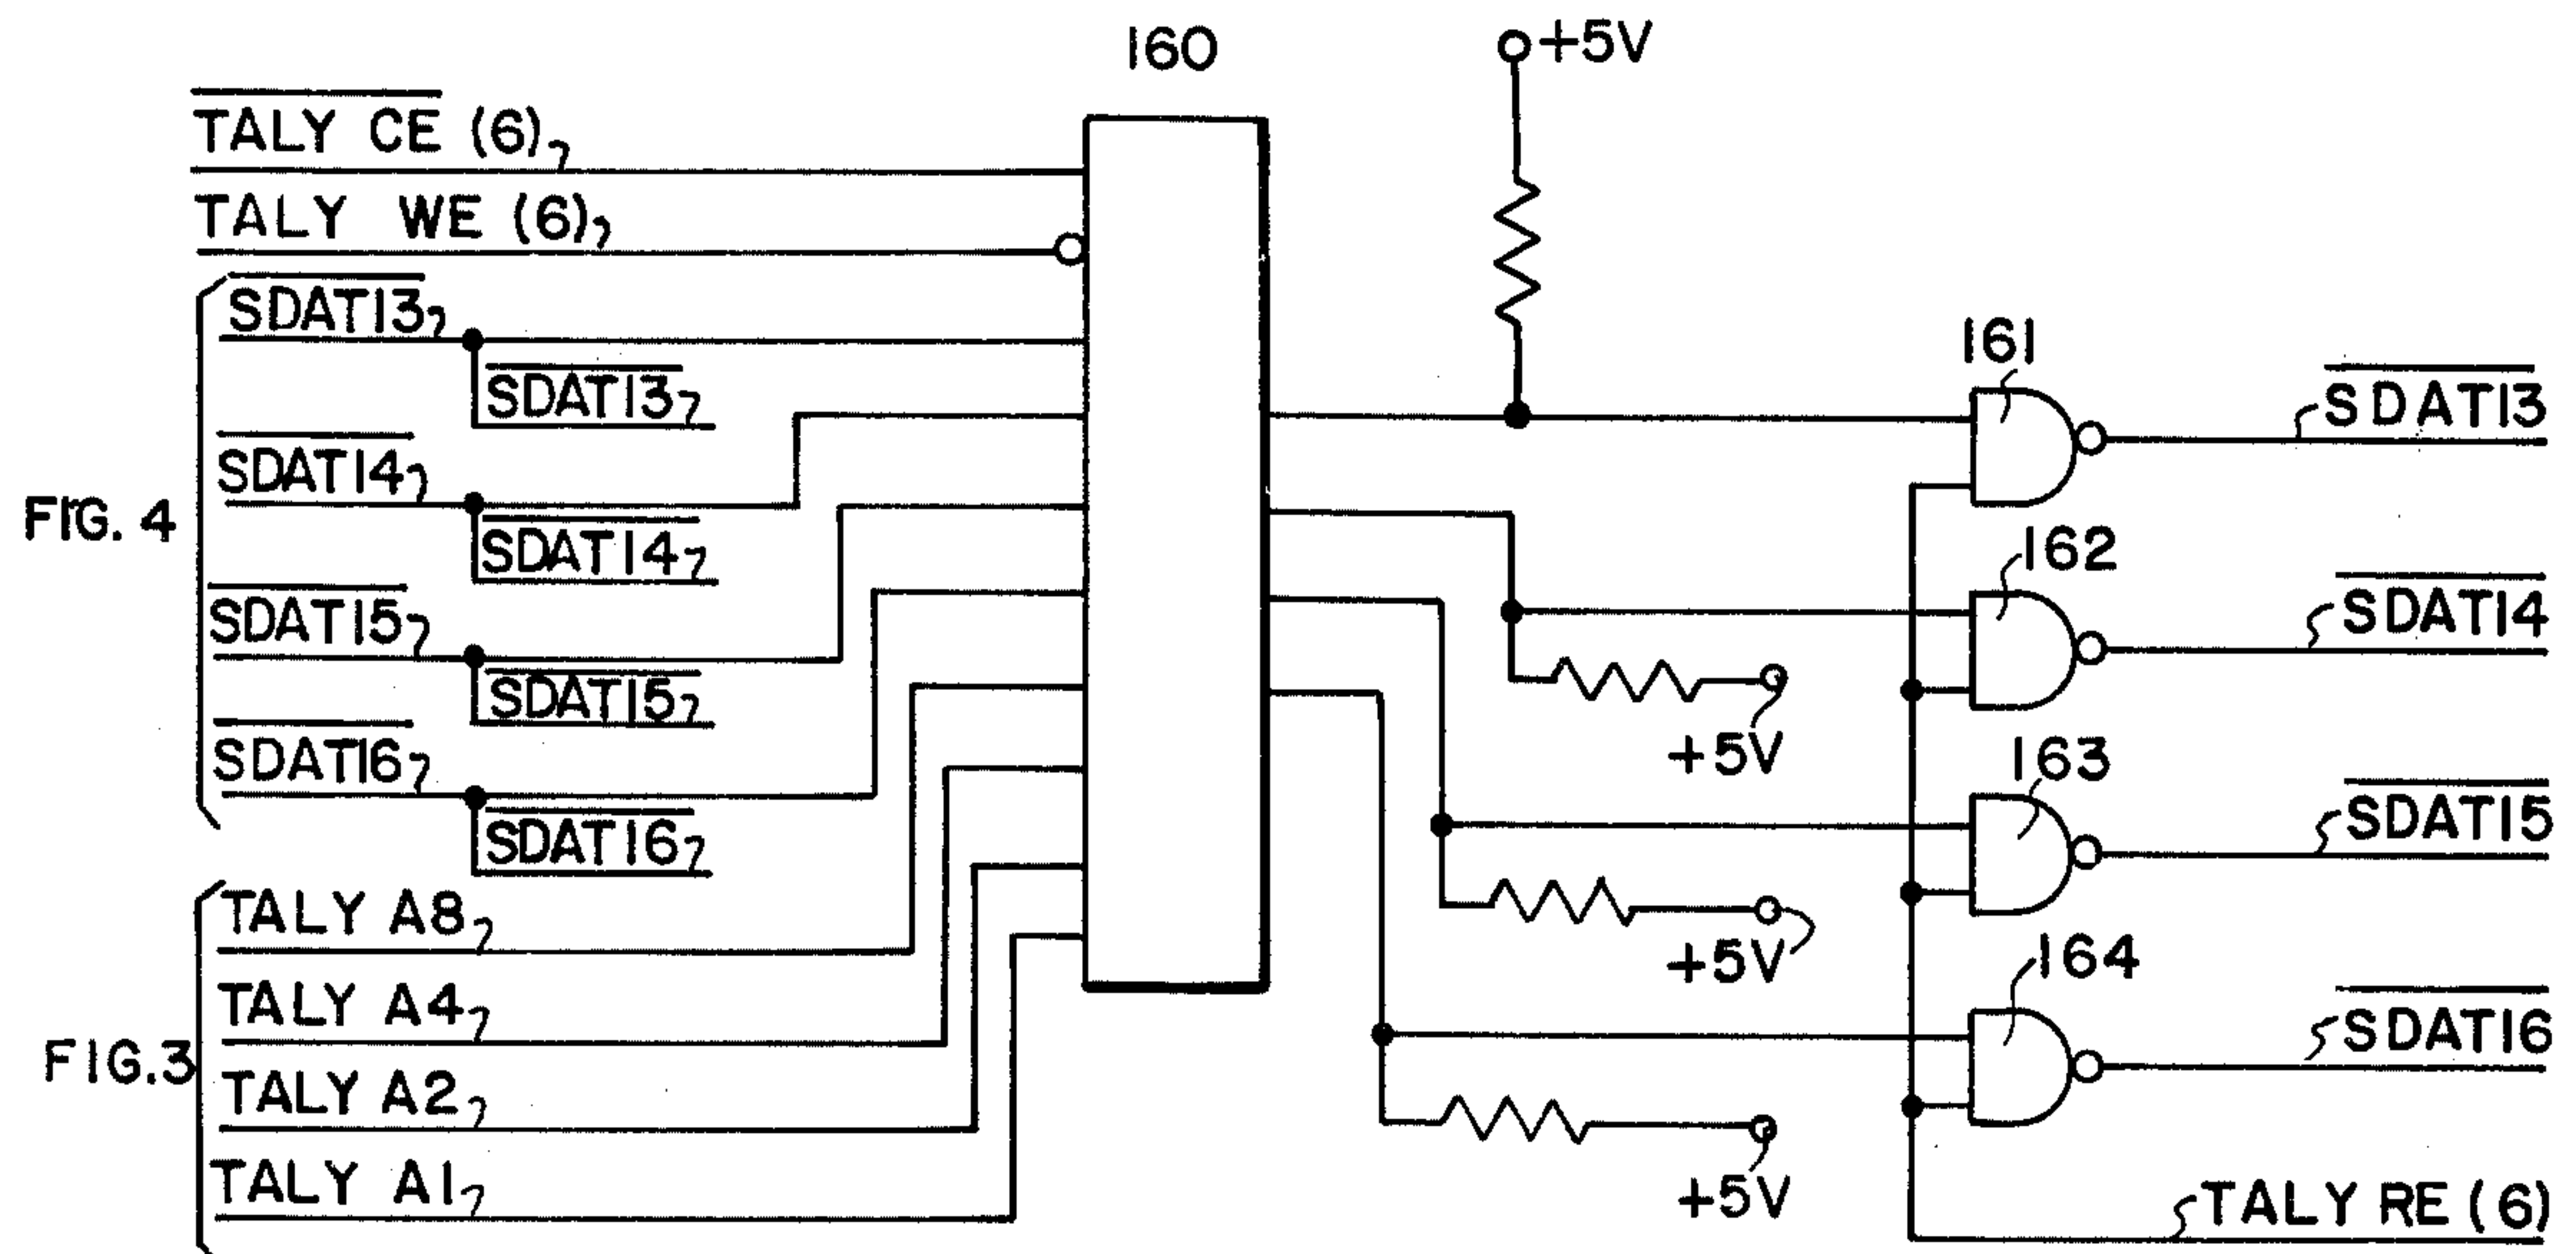 160
+5V
TALY CE (6)
TALY WE (6)
SDAT13
SDAT13
161
SDAT13
SDAT14
FIG. 4
SDAT14
162
SDAT14
SDAT15
SDAT15
+5V
163
SDAT15
SDAT16
SDAT16
TALY A8
+5V
164
SDAT16
TALY A4
FIG.3
TALY A2
TALY A1
+5V
TALY RE (6)